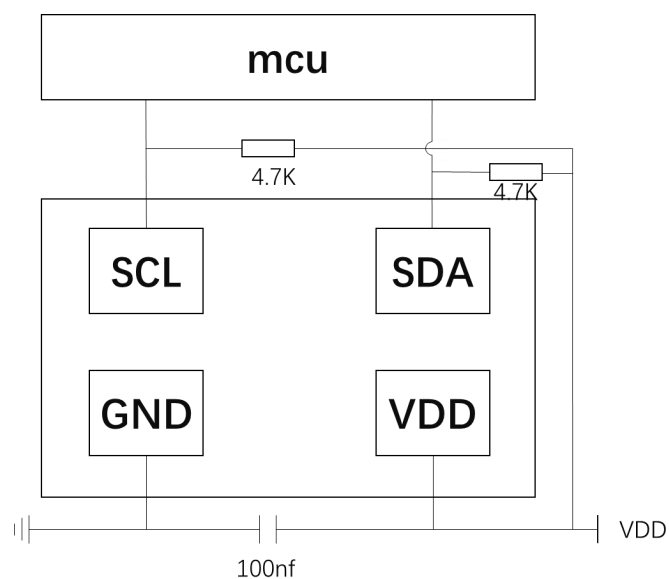 mcu
4.7K
4.7K
SCL
SDA
GND
VDD
VDD
100nf